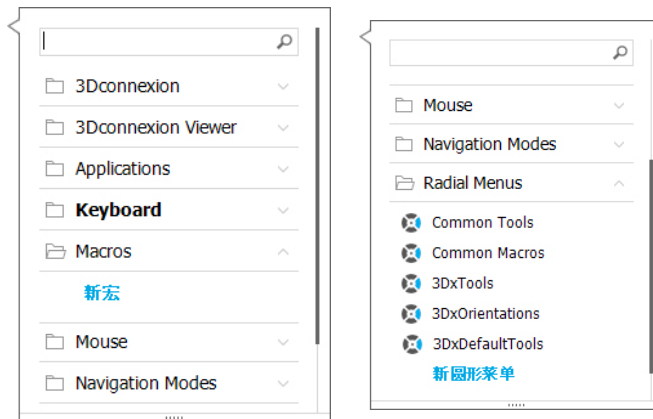 3Dconnexion
3Dconnexion Viewer
Applications
Keyboard
Macros
新宏
Mouse
Navigation Modes
Mouse
Navigation Modes
Radial Menus
Common Tools
Common Macros
3DxTools
3DxOrientations
3DxDefaultTools
新圆形菜单